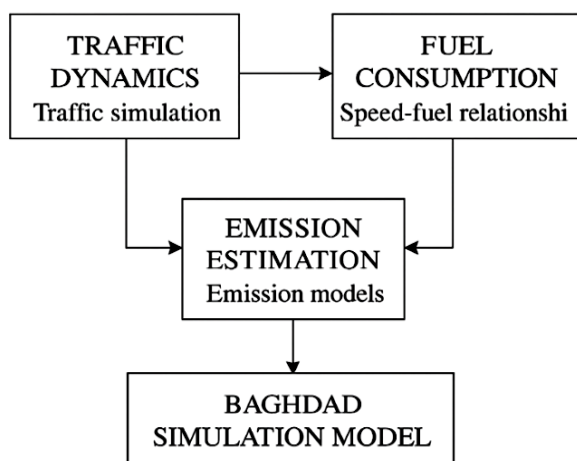 TRAFFIC
DYNAMICS
Traffic simulation
FUEL
CONSUMPTION
Speed-fuel relationshi
EMISSION
ESTIMATION
Emission models
BAGHDAD
SIMULATION MODEL